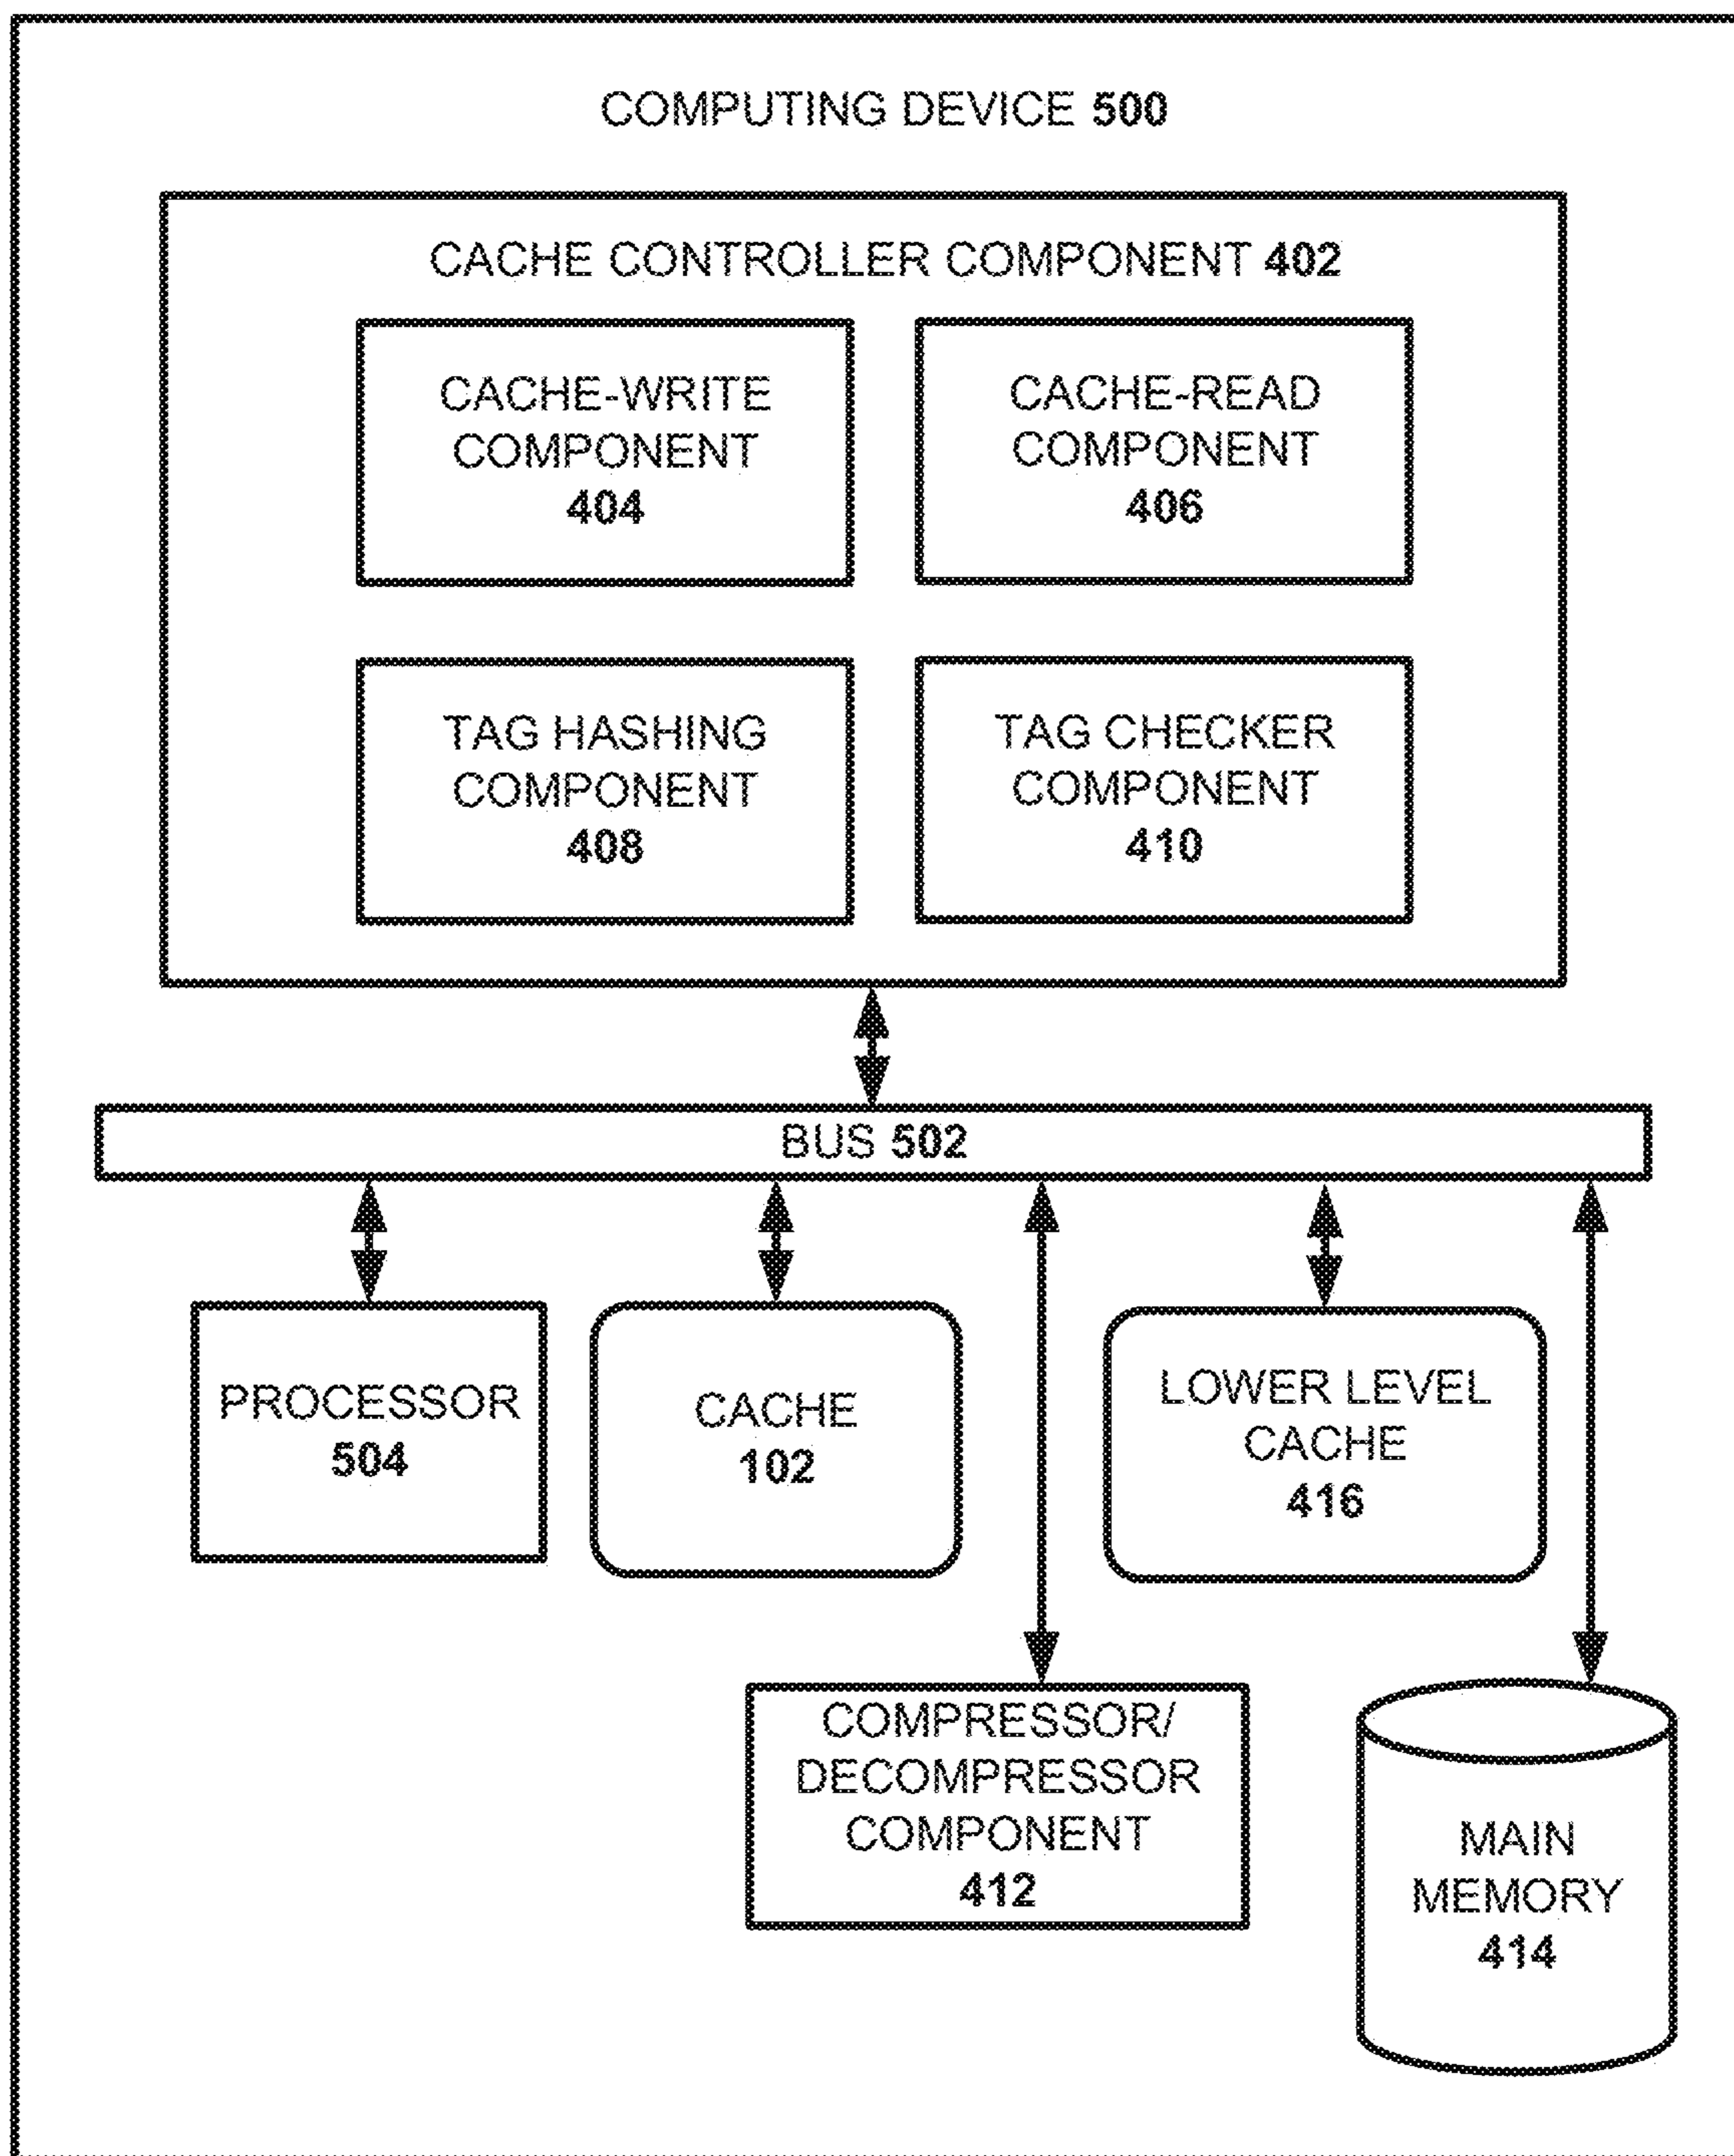 COMPUTING DEVICE 500
CACHE CONTROLLER COMPONENT 402
CACHE-WRITE
COMPONENT
404
CACHE-READ
COMPONENT
406
TAG HASHING
COMPONENT
408
TAG CHECKER
COMPONENT
410
BUS 502
PROCESSOR
504
CACHE
102
LOWER LEVEL
CACHE
416
COMPRESSOR/
DECOMPRESSOR
COMPONENT
412
MAIN
MEMORY
414